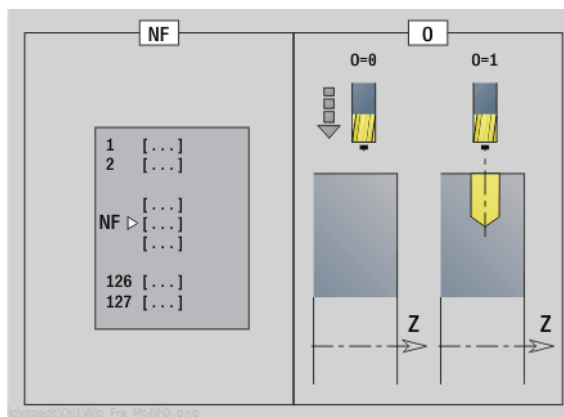 NF
1 [...]
2 [...]
[...]
NF [...]
[...]
126 [...]
127 [...]
O
O=0 O=1
Z Z